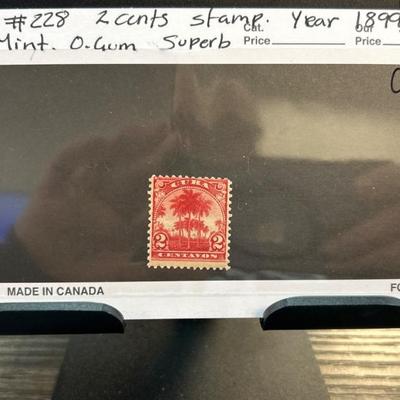 #228 2 cents stamp. Year 1899
Mint. O.Gum Superb
Cat. Price
Our Price
CUBA
2 2
CENTAVOS
MADE IN CANADA
FO